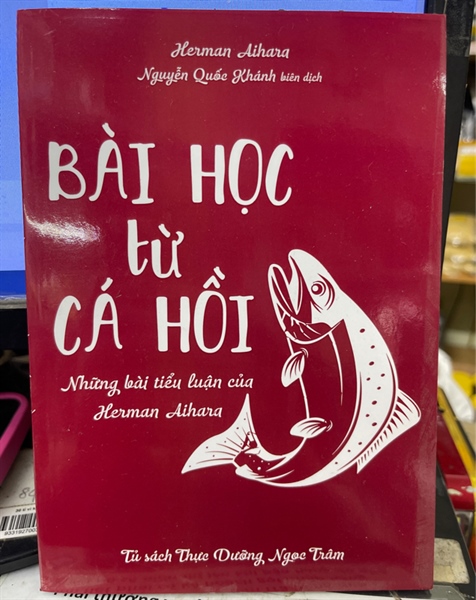 Herman Aihara
Nguyễn Quốc Khánh biên dịch
BÀI HỌC
từ
CÁ HỒI
Những bài tiểu luận của
Herman Aihara
Tủ sách Thực Dưỡng Ngọc Trâm